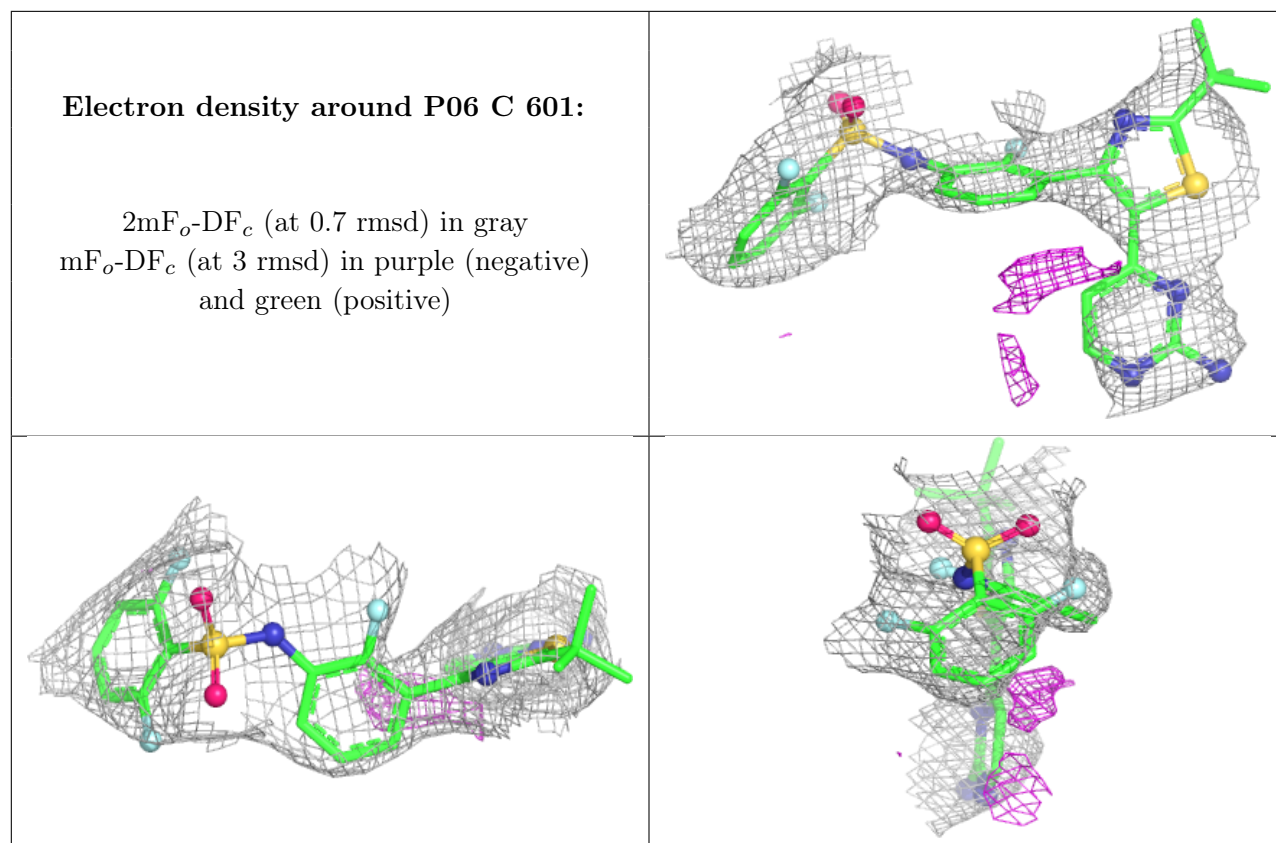 Electron density around P06 C 601:
2mFo-DFc (at 0.7 rmsd) in gray
mFo-DFc (at 3 rmsd) in purple (negative)
and green (positive)